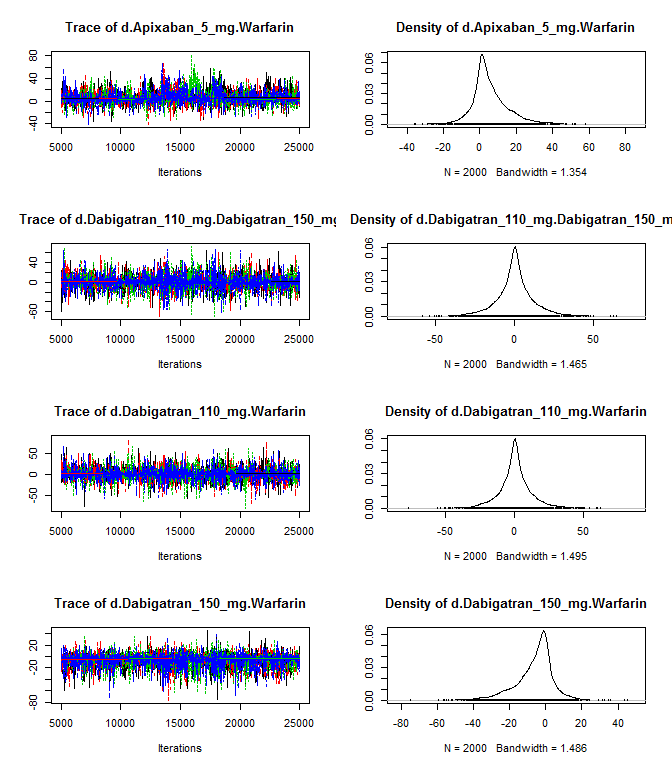 Trace of d.Apixaban_5_mg.Warfarin
80
40
0
-40
5000 10000 15000 20000 25000
Iterations
Density of d.Apixaban_5_mg.Warfarin
0.06
0.03
0.00
-40 -20 0 20 40 60 80
N = 2000 Bandwidth = 1.354
Trace of d.Dabigatran_110_mg.Dabigatran_150_mg
40
0
-60
5000 10000 15000 20000 25000
Iterations
Density of d.Dabigatran_110_mg.Dabigatran_150_m
0.06
0.03
0.00
-50 0 50
N = 2000 Bandwidth = 1.465
Trace of d.Dabigatran_110_mg.Warfarin
50
0
-50
5000 10000 15000 20000 25000
Iterations
Density of d.Dabigatran_110_mg.Warfarin
0.06
0.03
0.00
-50 0 50
N = 2000 Bandwidth = 1.495
Trace of d.Dabigatran_150_mg.Warfarin
20
-20
-80
5000 10000 15000 20000 25000
Iterations
Density of d.Dabigatran_150_mg.Warfarin
0.06
0.03
0.00
-80 -60 -40 -20 0 20 40
N = 2000 Bandwidth = 1.486